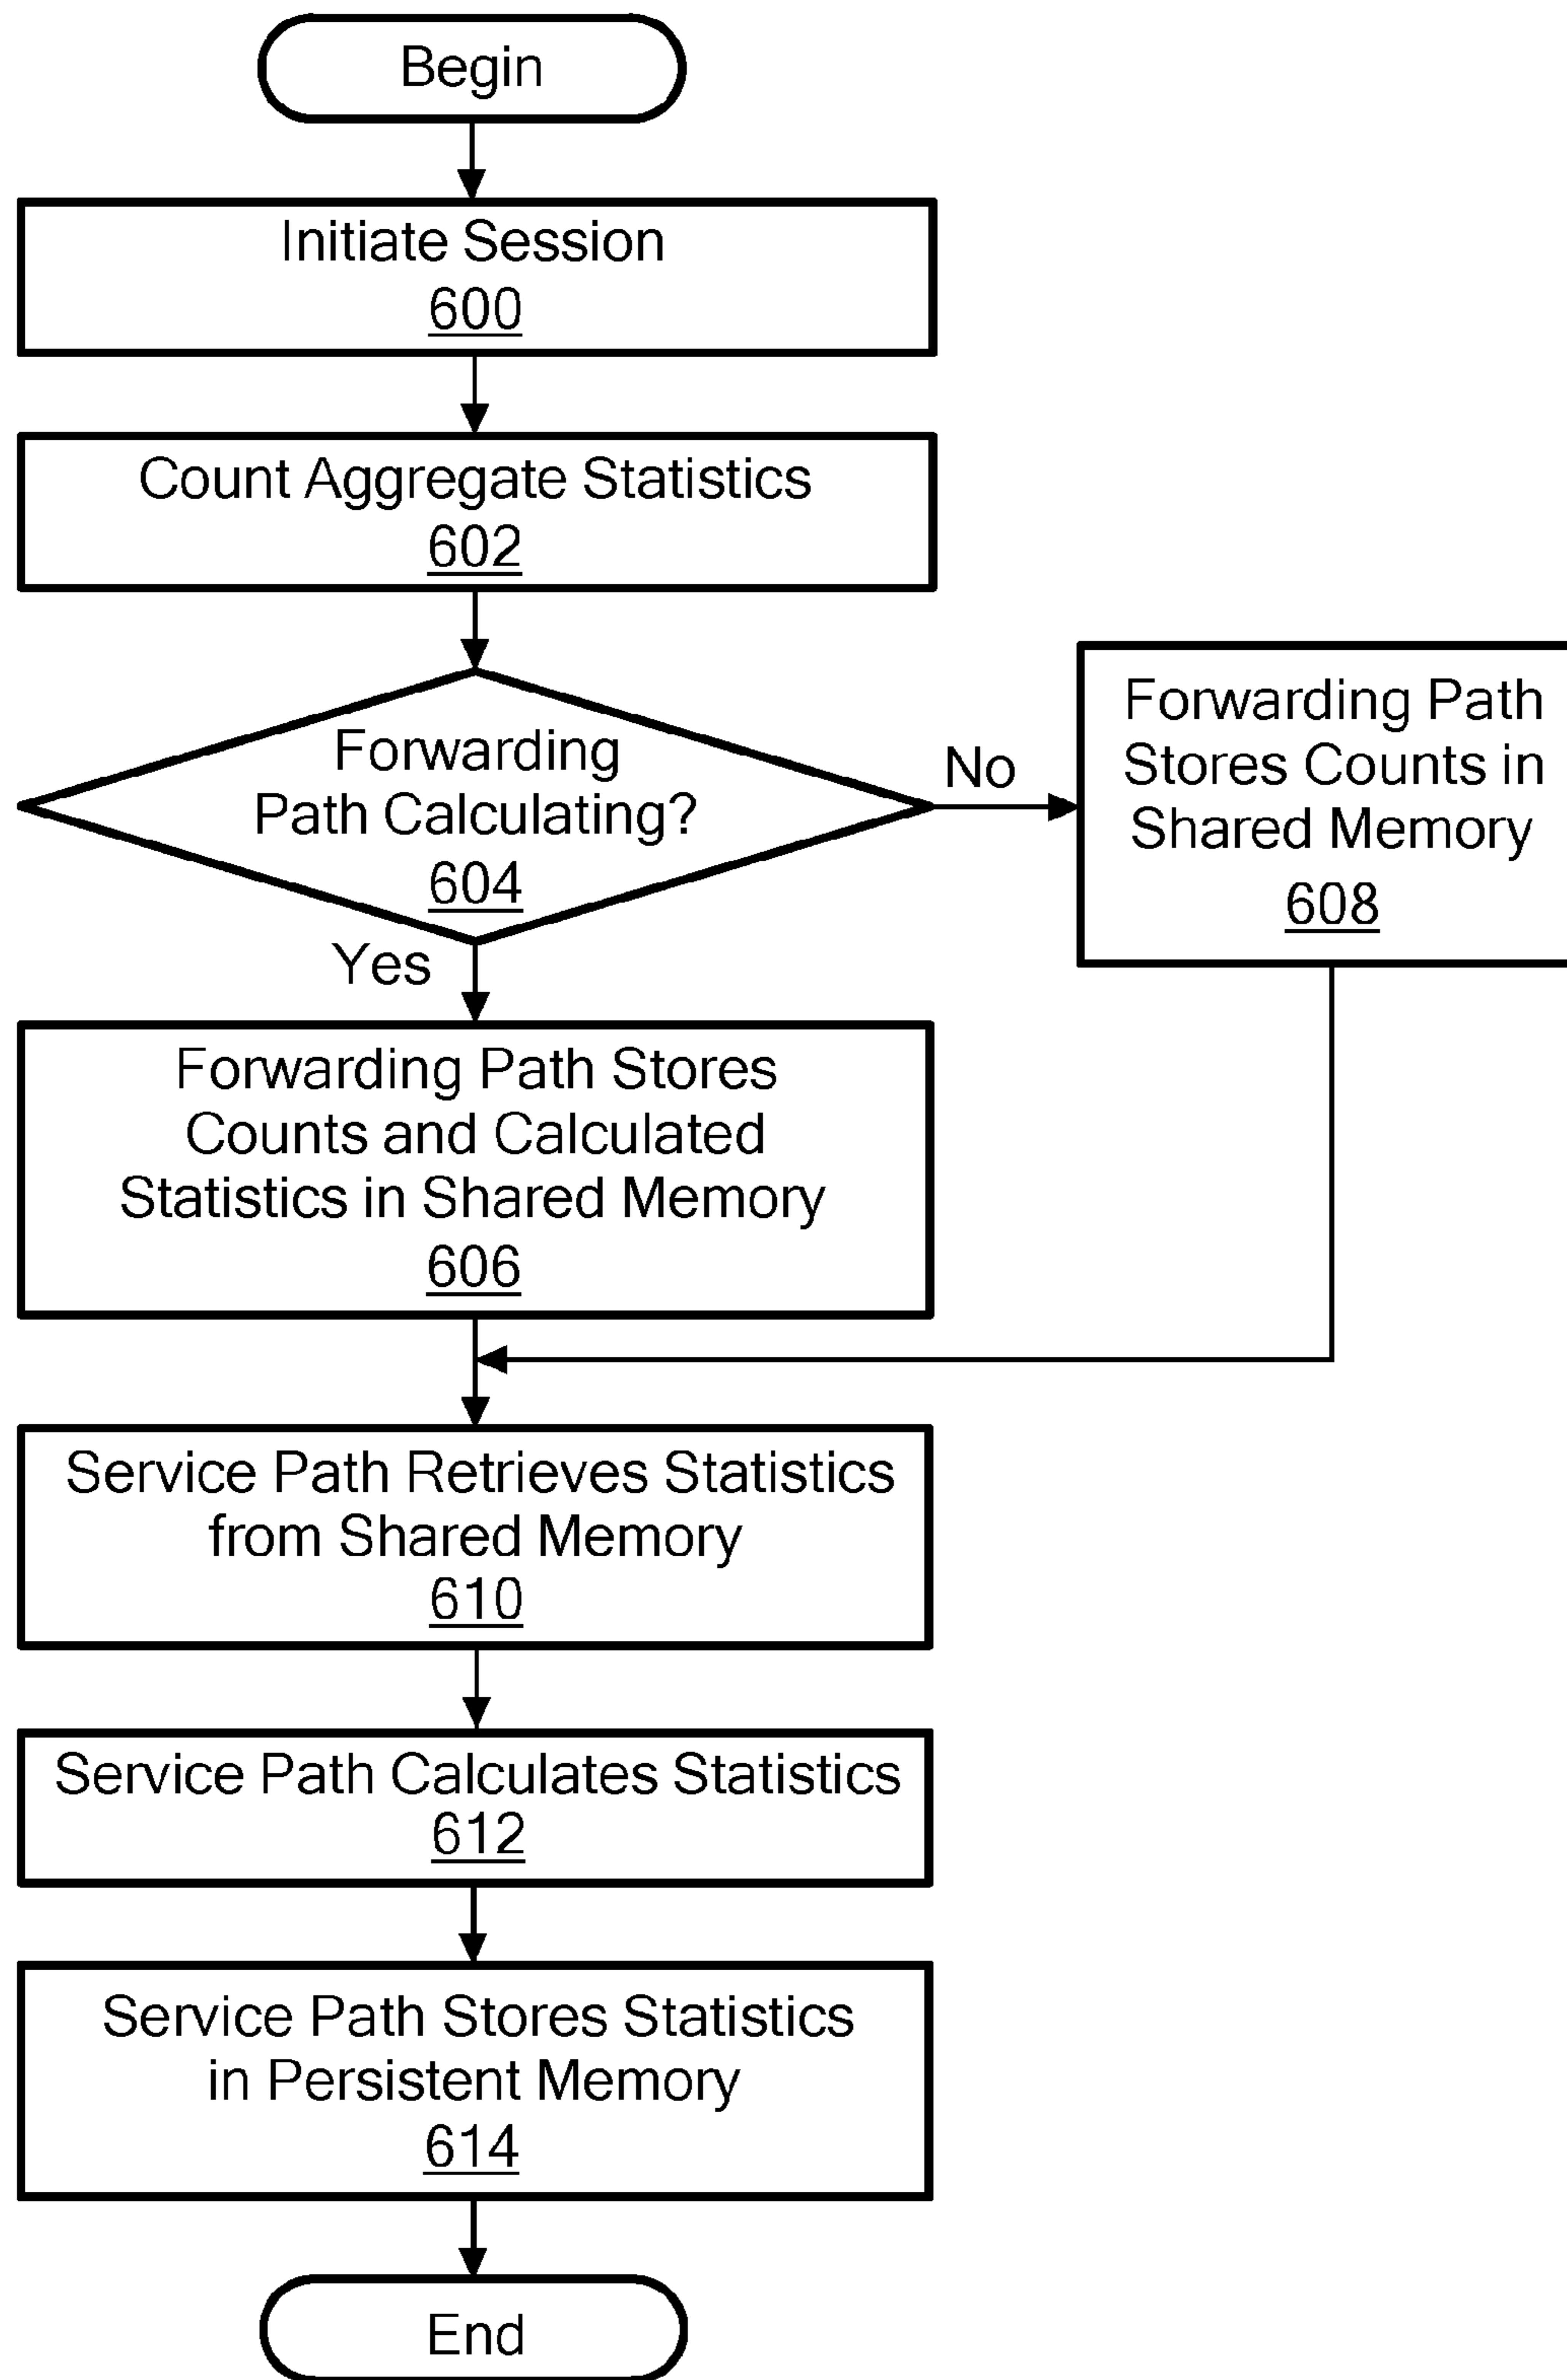 Begin
Initiate Session
600
Count Aggregate Statistics
602
Forwarding
Path Calculating?
604
No
Forwarding Path
Stores Counts in
Shared Memory
608
Yes
Forwarding Path Stores
Counts and Calculated
Statistics in Shared Memory
606
Service Path Retrieves Statistics
from Shared Memory
610
Service Path Calculates Statistics
612
Service Path Stores Statistics
in Persistent Memory
614
End